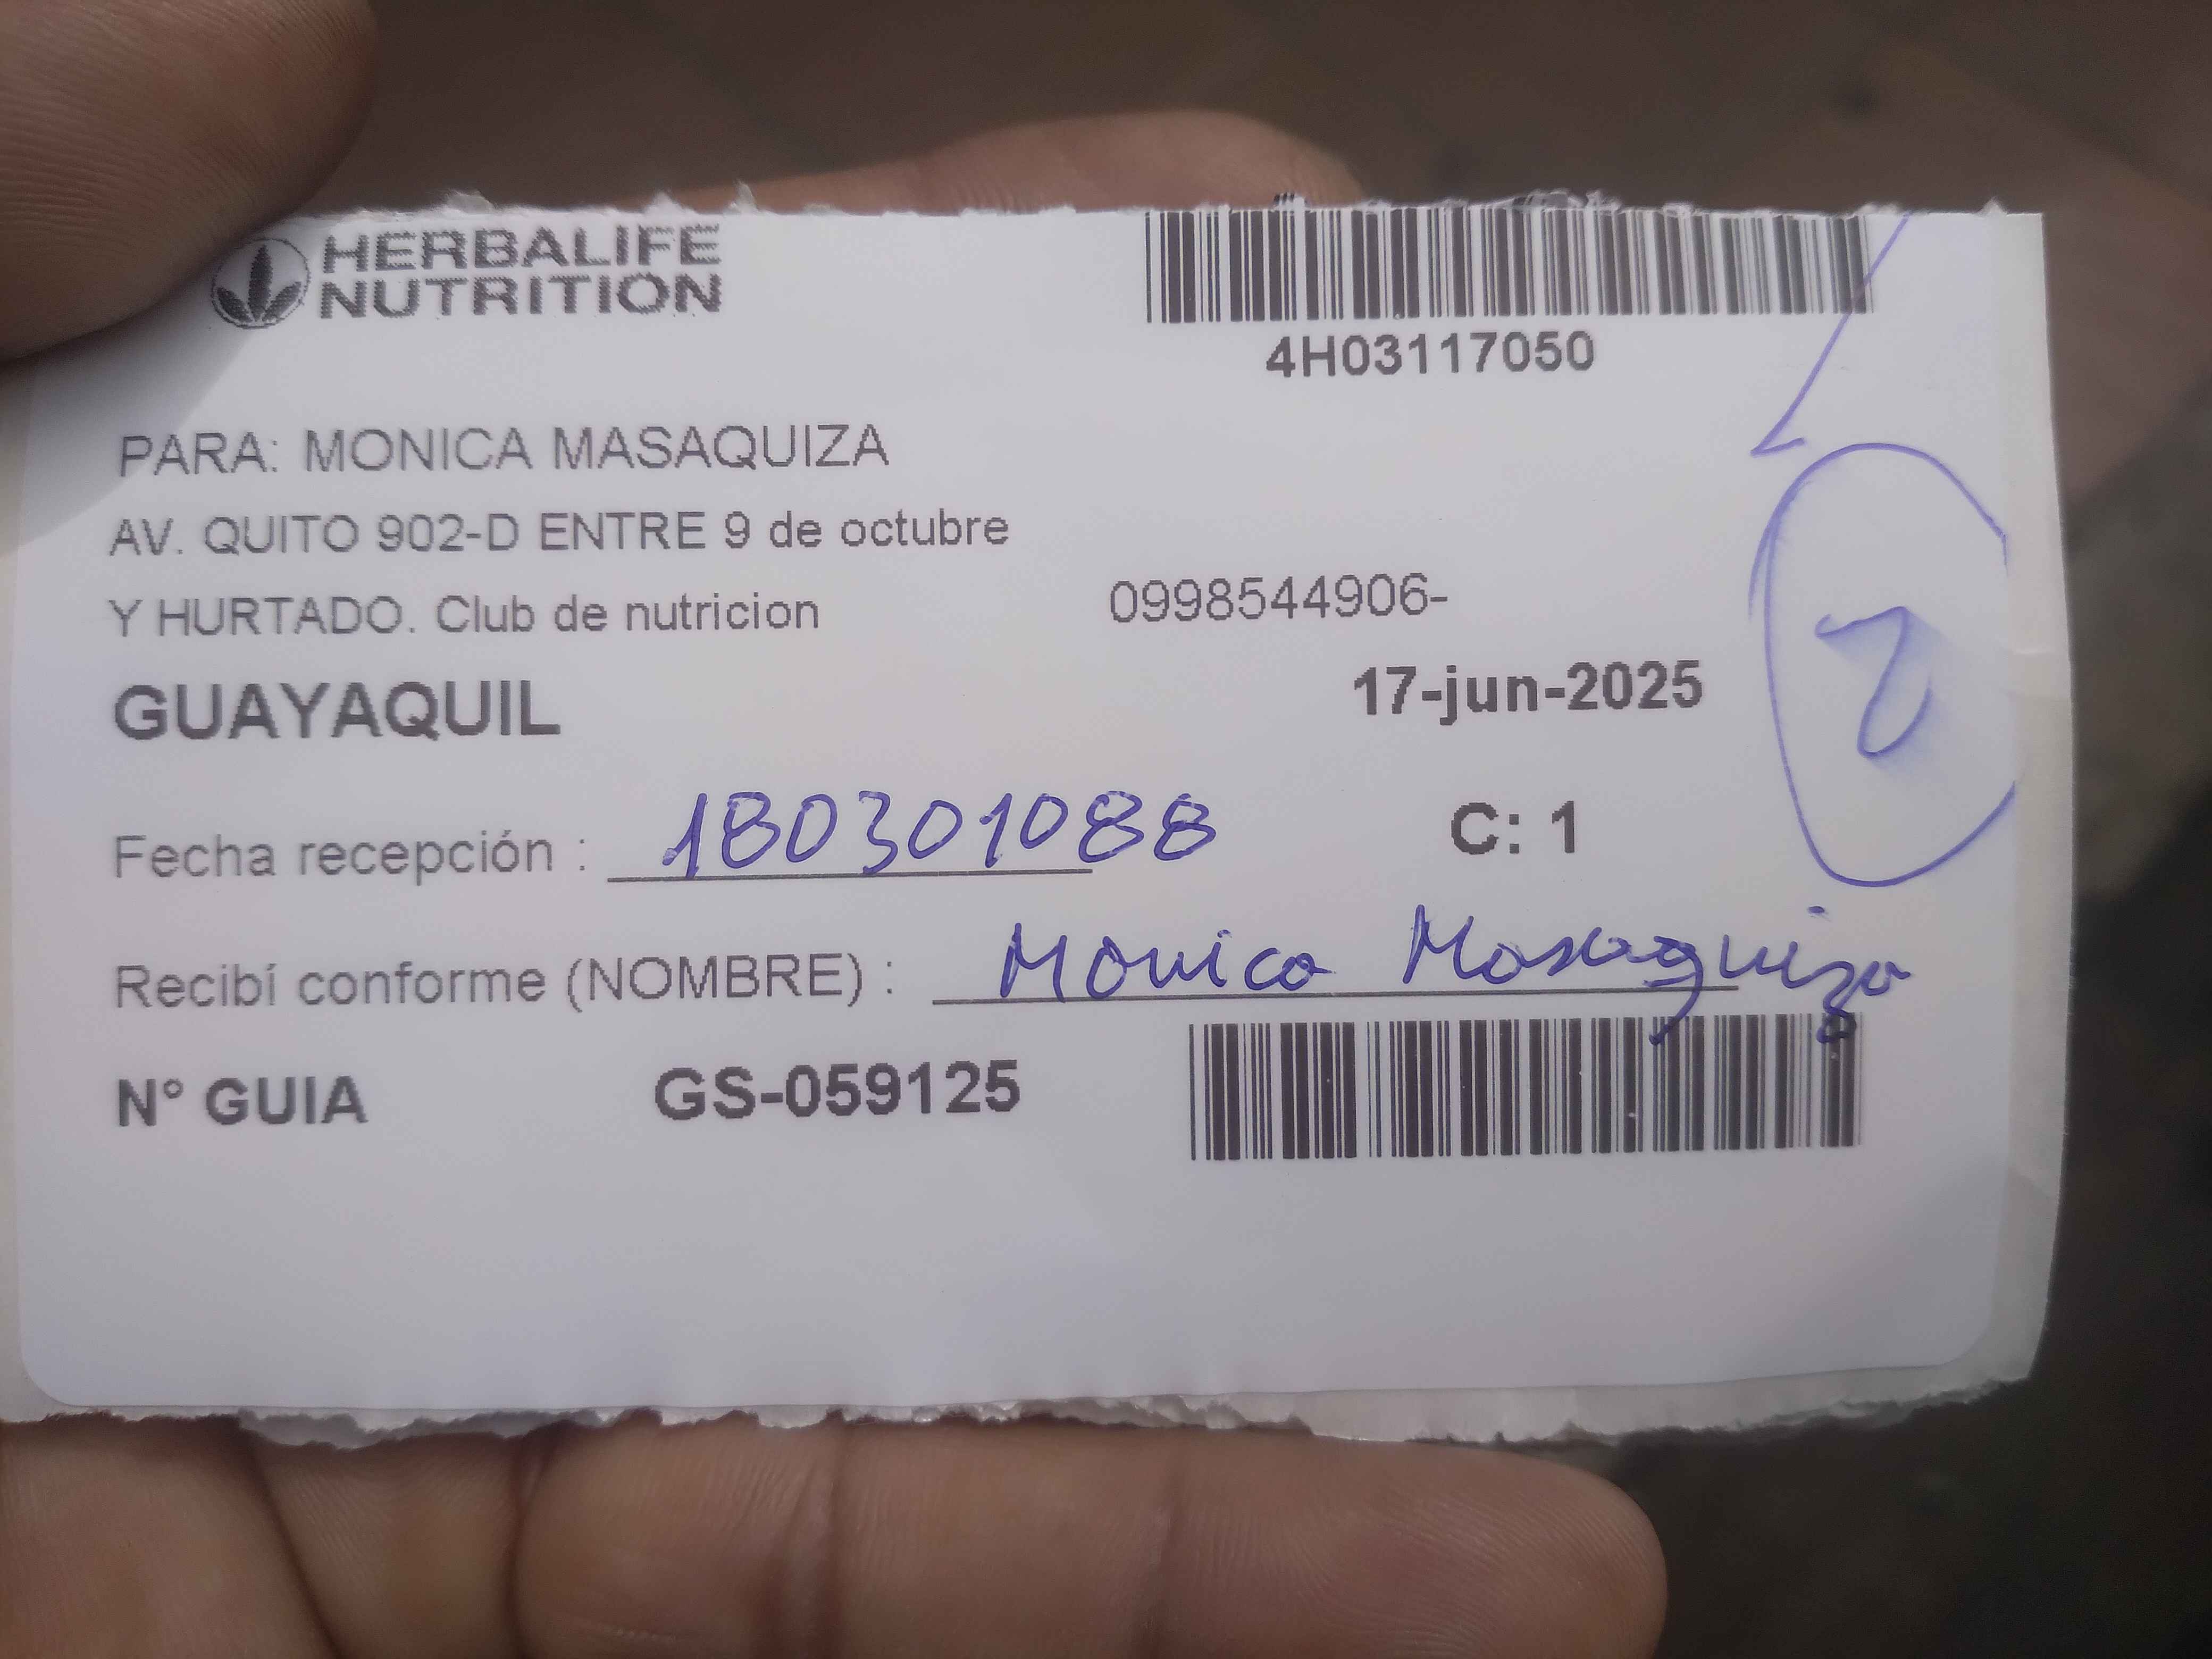 HERBALIFE
NUTRITION
4H03117050
PARA: MONICA MASAQUIZA
AV. QUITO 902-D ENTRE 9 de octubre
Y HURTADO. Club de nutricion 0998544906-
GUAYAQUIL 17-jun-2025
Fecha recepción : 180301088 C: 1
Recibí conforme (NOMBRE) : Monica Masaquiza
N° GUIA GS-059125